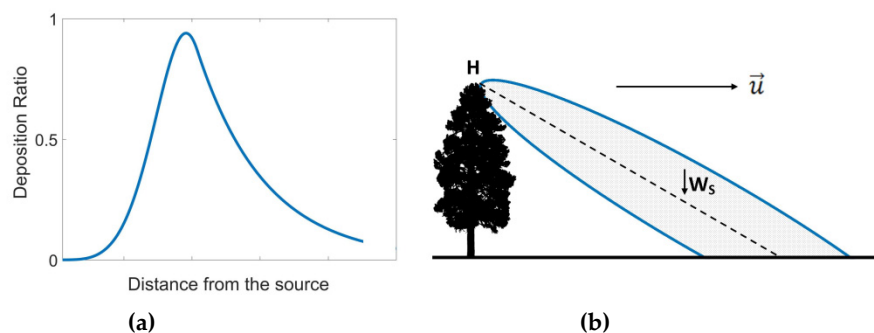 1
0.5
0
Deposition Ratio
Distance from the source
(a)
H
u⃗
Wₛ
(b)